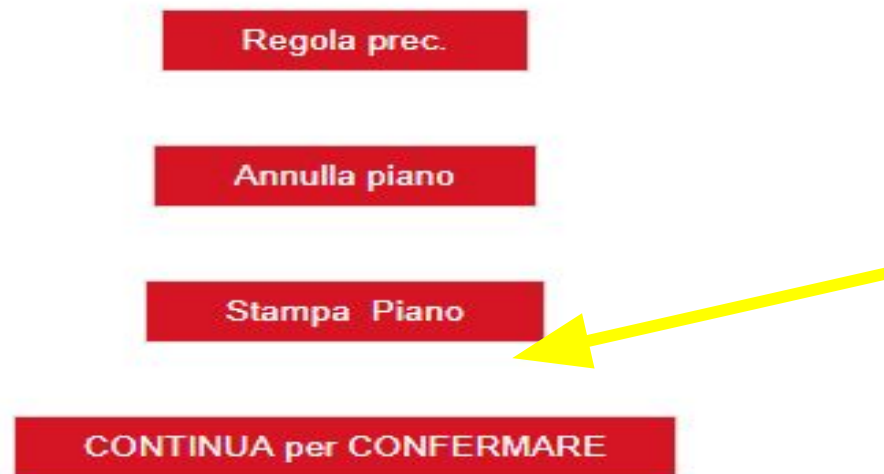 Regola prec.
Annulla piano
Stampa Piano
CONTINUA per CONFERMARE